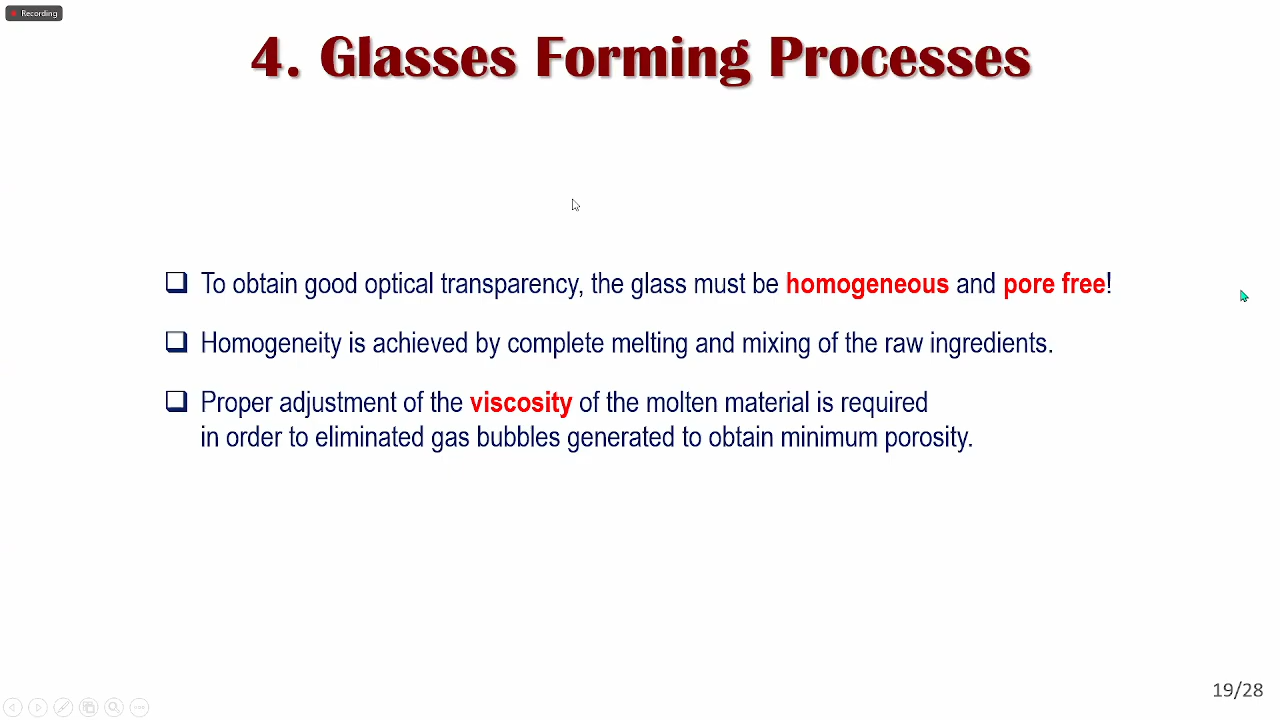 Recording
4. Glasses Forming Processes
To obtain good optical transparency, the glass must be homogeneous and pore free!
Homogeneity is achieved by complete melting and mixing of the raw ingredients.
Proper adjustment of the viscosity of the molten material is required
in order to eliminated gas bubbles generated to obtain minimum porosity.
19/28